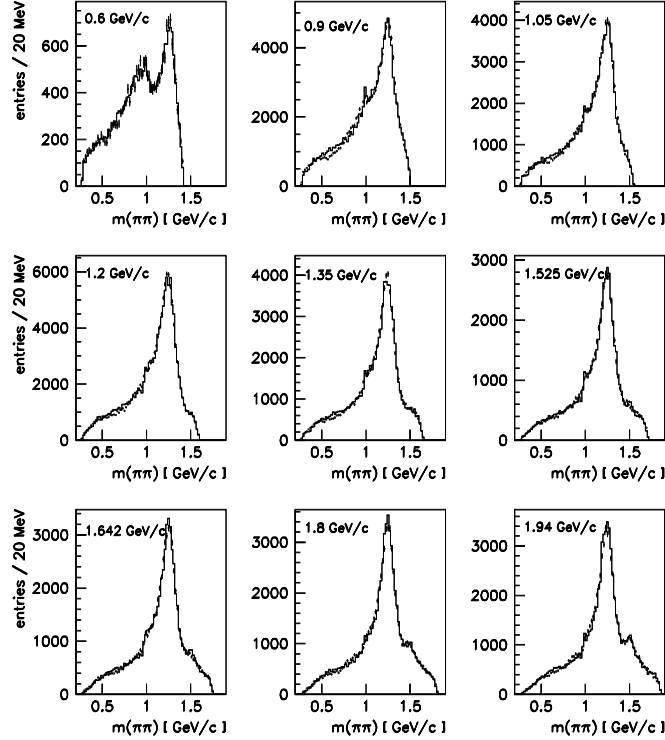 entries / 20 MeV
0.6 GeV/c
600
400
200
0
0.5 1 1.5
m(ππ) [ GeV/c ]
0.9 GeV/c
4000
2000
0
0.5 1 1.5
m(ππ) [ GeV/c ]
1.05 GeV/c
4000
3000
2000
1000
0
0.5 1 1.5
m(ππ) [ GeV/c ]
entries / 20 MeV
1.2 GeV/c
6000
4000
2000
0
0.5 1 1.5
m(ππ) [ GeV/c ]
1.35 GeV/c
4000
3000
2000
1000
0
0.5 1 1.5
m(ππ) [ GeV/c ]
1.525 GeV/c
3000
2000
1000
0
0.5 1 1.5
m(ππ) [ GeV/c ]
entries / 20 MeV
1.642 GeV/c
3000
2000
1000
0
0.5 1 1.5
m(ππ) [ GeV/c ]
1.8 GeV/c
3000
2000
1000
0
0.5 1 1.5
m(ππ) [ GeV/c ]
1.94 GeV/c
3000
2000
1000
0
0.5 1 1.5
m(ππ) [ GeV/c ]